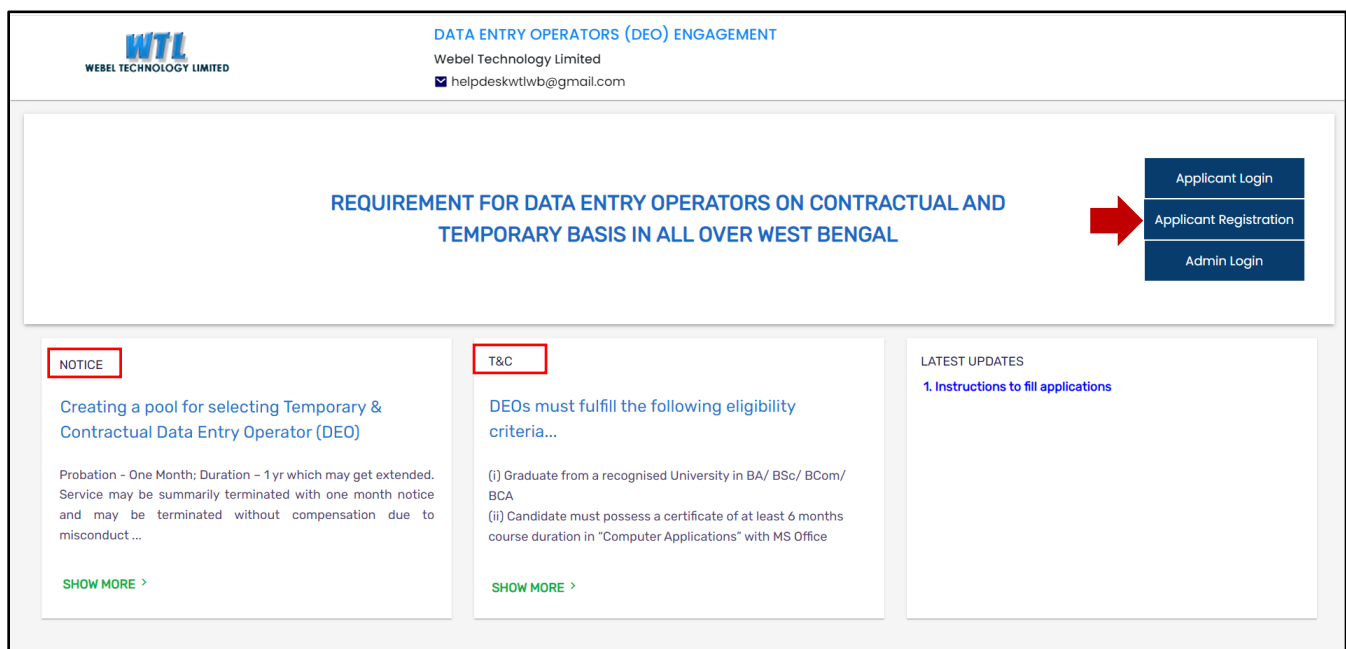 WTL
WEBEL TECHNOLOGY LIMITED
DATA ENTRY OPERATORS (DEO) ENGAGEMENT
Webel Technology Limited
helpdeskwtlwb@gmail.com
REQUIREMENT FOR DATA ENTRY OPERATORS ON CONTRACTUAL AND
TEMPORARY BASIS IN ALL OVER WEST BENGAL
Applicant Login
Applicant Registration
Admin Login
NOTICE
Creating a pool for selecting Temporary &
Contractual Data Entry Operator (DEO)
Probation - One Month; Duration – 1 yr which may get extended.
Service may be summarily terminated with one month notice
and may be terminated without compensation due to
misconduct ...
SHOW MORE >
T&C
DEOs must fulfill the following eligibility
criteria...
(i) Graduate from a recognised University in BA/ BSc/ BCom/
BCA
(ii) Candidate must possess a certificate of at least 6 months
course duration in “Computer Applications” with MS Office
SHOW MORE >
LATEST UPDATES
1. Instructions to fill applications